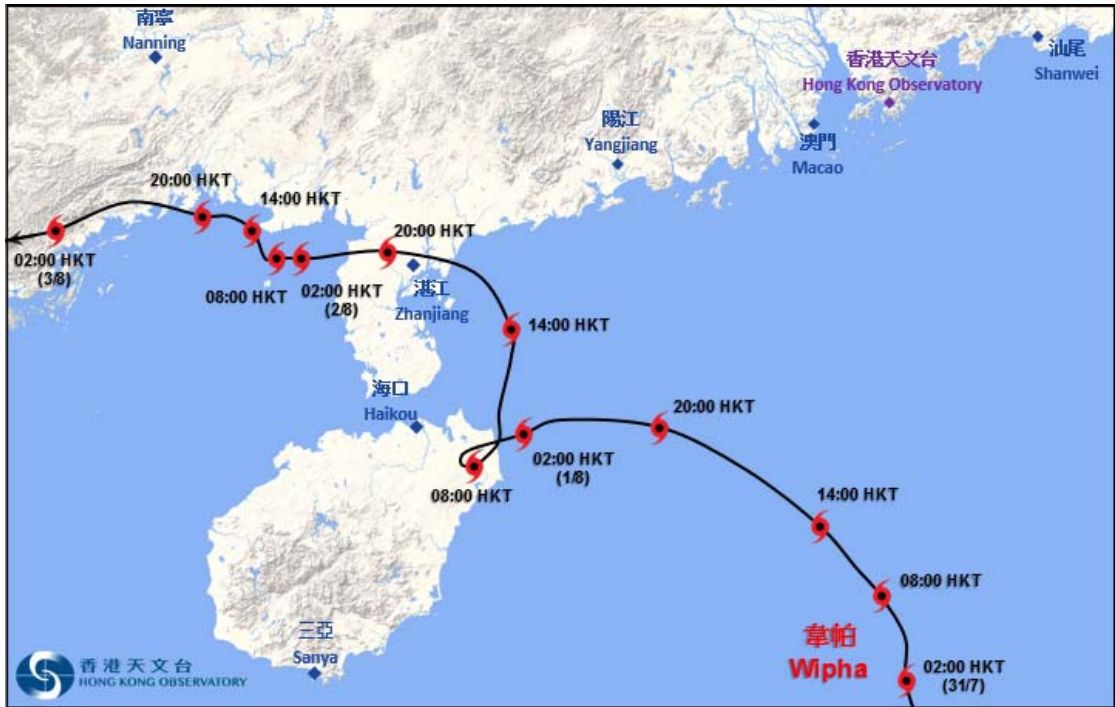 南寧
Nanning
香港天文台
Hong Kong Observatory
汕尾
Shanwei
陽江
Yangjiang
澳門
Macao
20:00 HKT
14:00 HKT
02:00 HKT
(3/8)
08:00 HKT
02:00 HKT
(2/8)
20:00 HKT
湛江
Zhanjiang
14:00 HKT
海口
Haikou
20:00 HKT
02:00 HKT
(1/8)
08:00 HKT
14:00 HKT
08:00 HKT
韋帕
Wipha
02:00 HKT
(31/7)
三亞
Sanya
香港天文台
HONG KONG OBSERVATORY